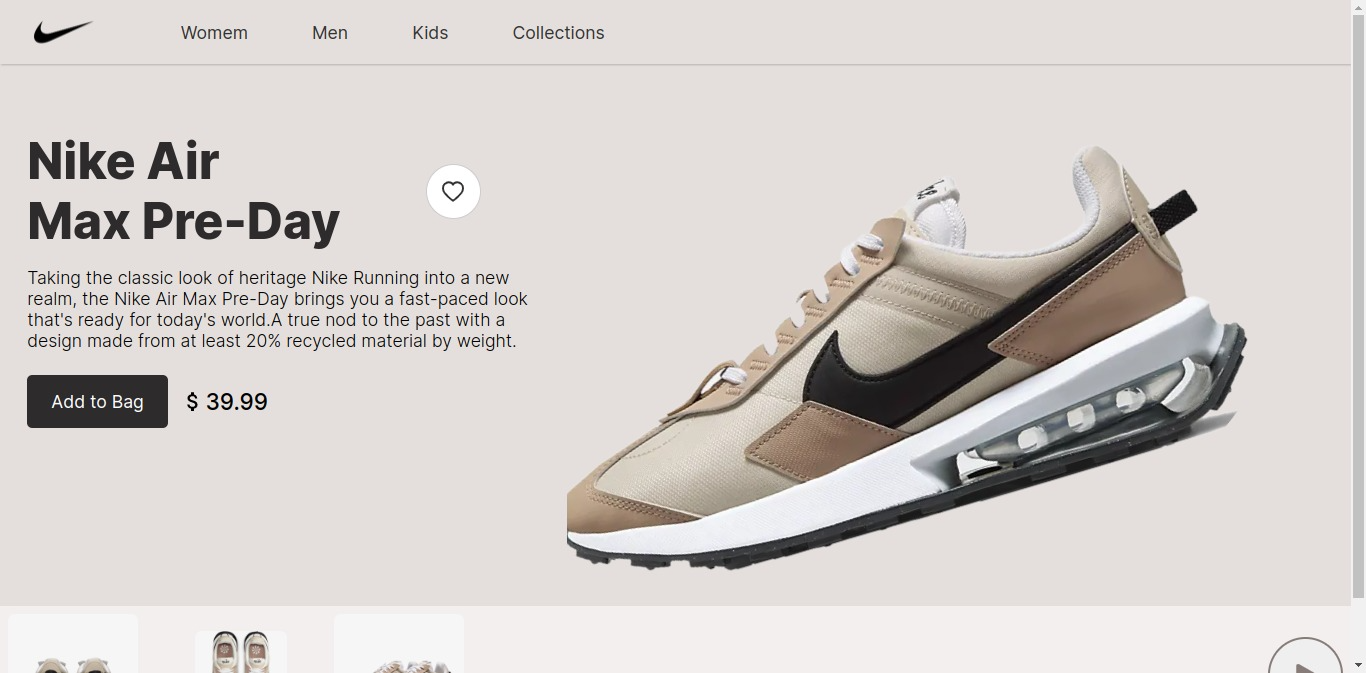 Womem Men Kids Collections
Nike Air
Max Pre-Day
Taking the classic look of heritage Nike Running into a new
realm, the Nike Air Max Pre-Day brings you a fast-paced look
that's ready for today's world.A true nod to the past with a
design made from at least 20% recycled material by weight.
Add to Bag $ 39.99